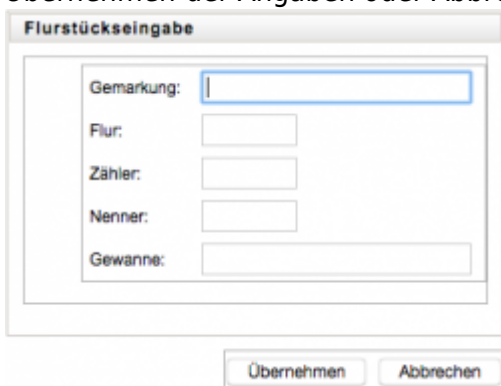 Flurstückseingabe
Gemarkung:
Flur:
Zähler:
Nenner:
Gewanne:
Übernehmen Abbrechen